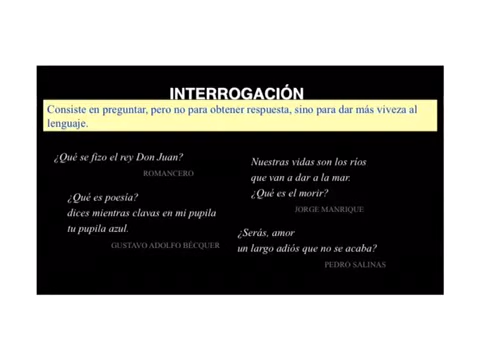 INTERROGACIÓN
Consiste en preguntar, pero no para obtener respuesta, sino para dar más viveza al
lenguaje.
¿Qué se fizo el rey Don Juan?
ROMANCERO
¿Qué es poesía?
dices mientras clavas en mi pupila
tu pupila azul.
GUSTAVO ADOLFO BÉCQUER
Nuestras vidas son los ríos
que van a dar a la mar.
¿Qué es el morir?
JORGE MANRIQUE
¿Serás, amor
un largo adiós que no se acaba?
PEDRO SALINAS